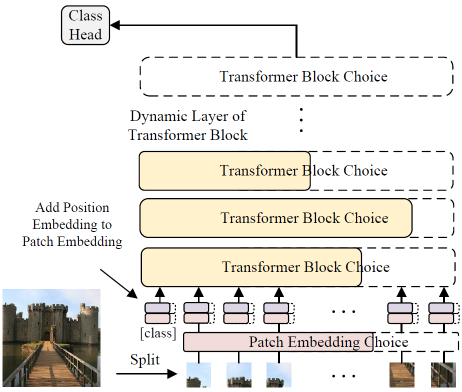 Class
Head
Transformer Block Choice
Dynamic Layer of
Transformer Block
Transformer Block Choice
Add Position
Embedding to
Patch Embedding
Transformer Block Choice
Transformer Block Choice
[class]
Patch Embedding Choice
Split